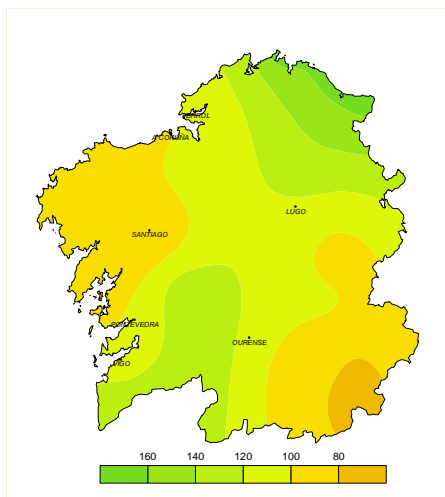 FERROL
A CORUÑA
LUGO
SANTIAGO
PONTEVEDRA
OURENSE
VIGO
160 140 120 100 80